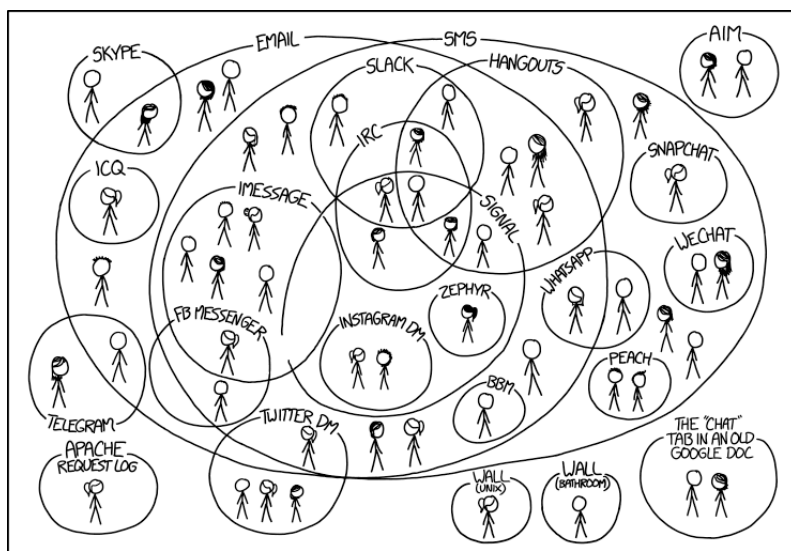 SKYPE
EMAIL
SMS
AIM
SLACK
HANGOUTS
IRC
SNAPCHAT
ICQ
IMESSAGE
SIGNAL
WECHAT
WHATSAPP
ZEPHYR
FB MESSENGER
INSTAGRAM DM
PEACH
BBM
TELEGRAM
TWITTER DM
THE "CHAT"
TAB IN AN OLD
GOOGLE DOC
APACHE
REQUEST LOG
WALL
(UNIX)
WALL
(BATHROOM)